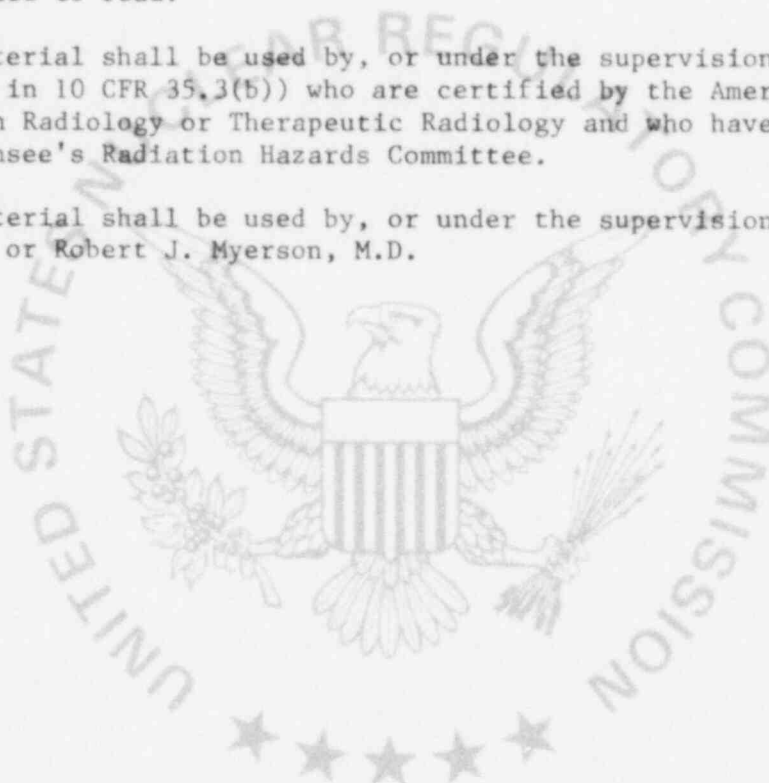 terial shall be used by, or under the supervision
in 10 CFR 35.3(b)) who are certified by the Amer
n Radiology or Therapeutic Radiology and who have
nsee's Radiation Hazards Committee.
terial shall be used by, or under the supervision
or Robert J. Myerson, M.D.
UNITED STATES NUCLEAR REGULATORY COMMISSION